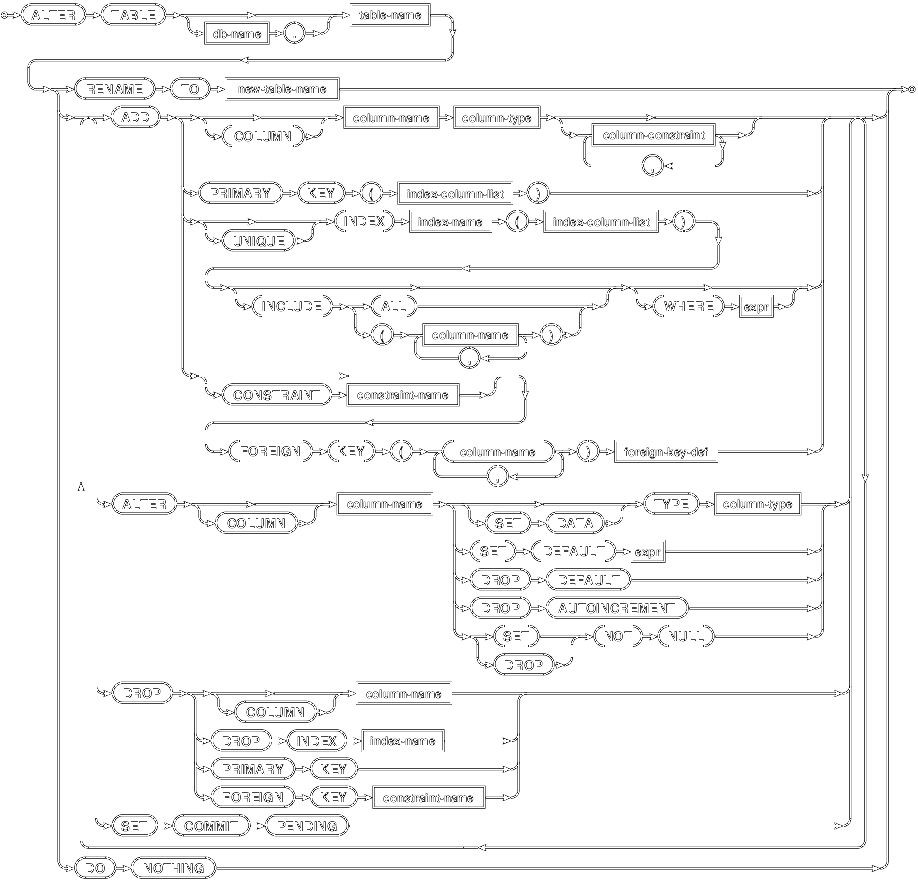 ALTER TABLE table-name
db-name .
RENAME TO new-table-name
ADD column-name column-type
COLUMN column-constraint
,
PRIMARY KEY ( index-column-list )
INDEX index-name ( index-column-list )
UNIQUE
INCLUDE ALL WHERE expr
( column-name )
,
CONSTRAINT constraint-name
FOREIGN KEY ( column-name ) foreign-key-def
,
ALTER column-name TYPE column-type
COLUMN SET DATA
SET DEFAULT expr
DROP DEFAULT
DROP AUTOINCREMENT
SET NOT NULL
DROP
DROP column-name
COLUMN
DROP INDEX index-name
PRIMARY KEY
FOREIGN KEY constraint-name
SET COMMIT PENDING
DO NOTHING